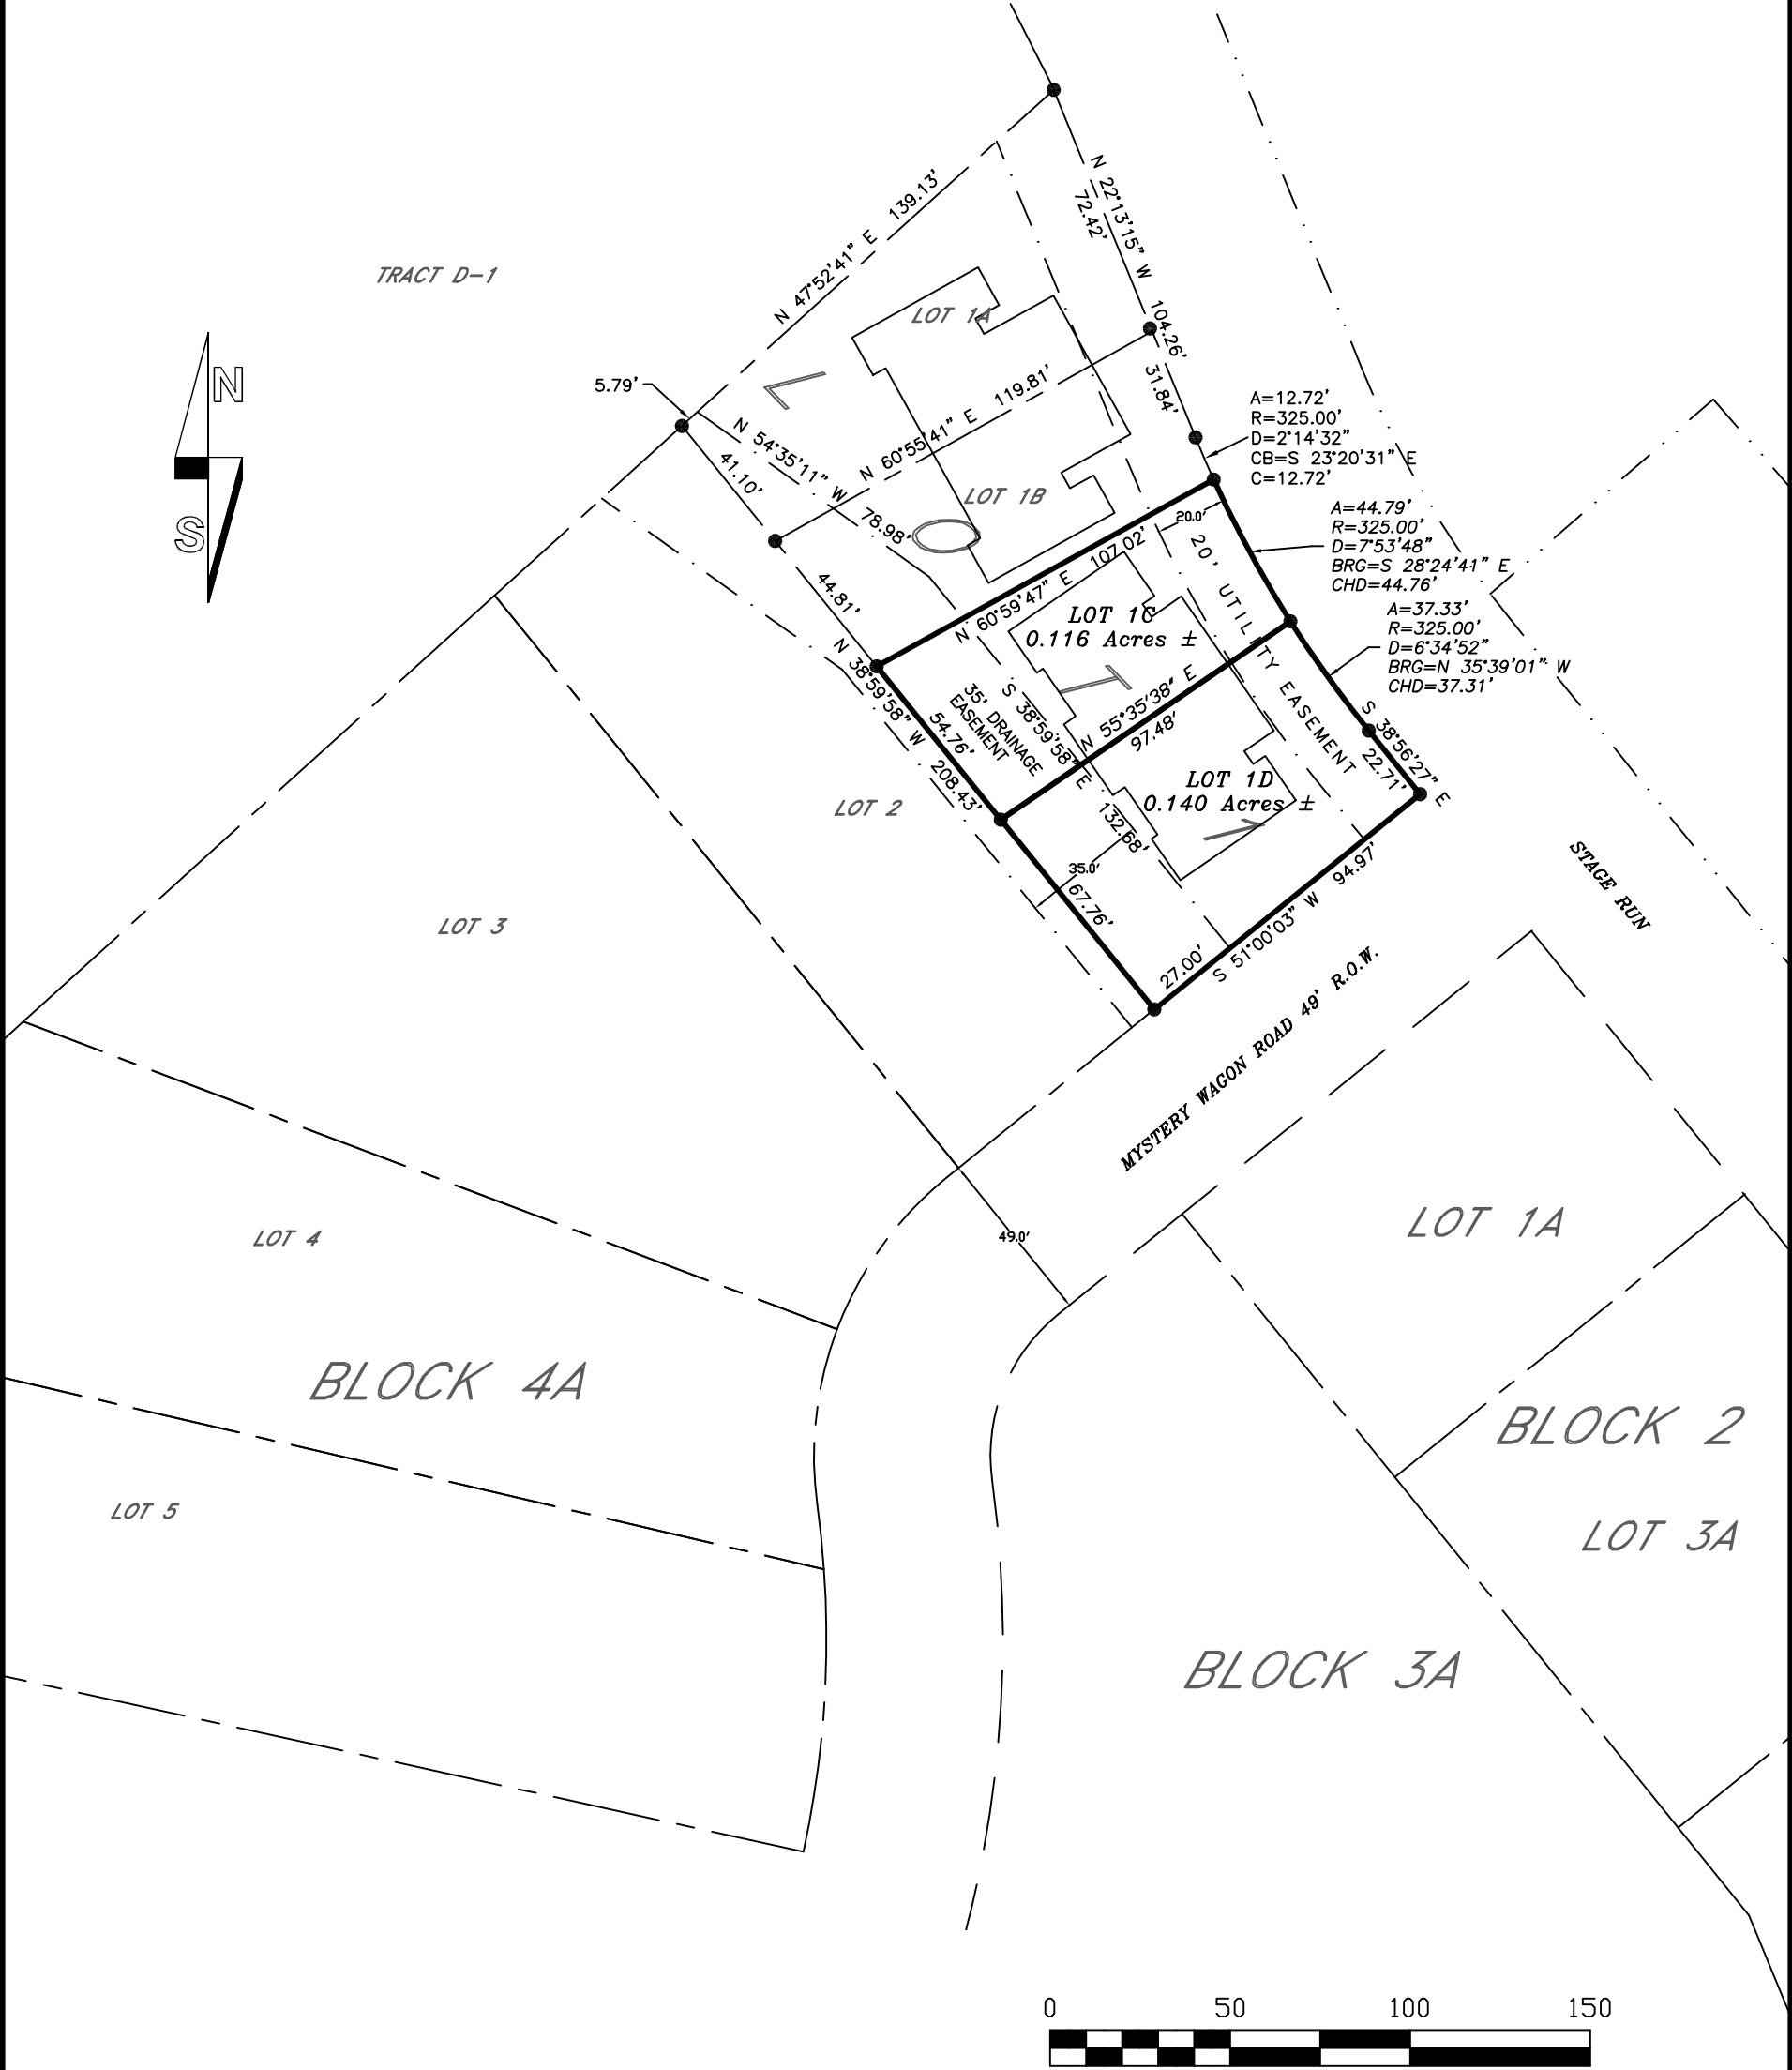 N 22°13'15" W
72.42'
104.26'
N 47°52'41" E 139.13'
TRACT D-1
LOT 1A
N
S
5.79'
N 60°55'41" E 119.81'
31.84'
A=12.72'
R=325.00'
D=2°14'32"
CB=S 23°20'31" E
C=12.72'
N 54°35'11" W 78.98'
41.10'
LOT 1B
20.0'
A=44.79'
R=325.00'
D=7°53'48"
BRG=S 28°24'41" E
CHD=44.76'
44.81'
N 60°59'47" E 107.02'
20' UTILITY EASEMENT
LOT 1C
0.116 Acres ±
A=37.33'
R=325.00'
D=6°34'52"
BRG=N 35°39'01" W
CHD=37.31'
N 38°59'58" W 208.43'
54.76'
35' DRAINAGE
EASEMENT
S 38°59'58" E 132.68'
N 55°35'38" E
97.48'
S 38°56'27" E
22.71'
LOT 1D
0.140 Acres ±
LOT 2
35.0'
67.76'
94.97'
S 51°00'03" W
27.00'
STAGE RUN
LOT 3
MYSTERY WAGON ROAD 49' R.O.W.
LOT 4
49.0'
LOT 1A
BLOCK 4A
BLOCK 2
LOT 5
LOT 3A
BLOCK 3A
0 50 100 150